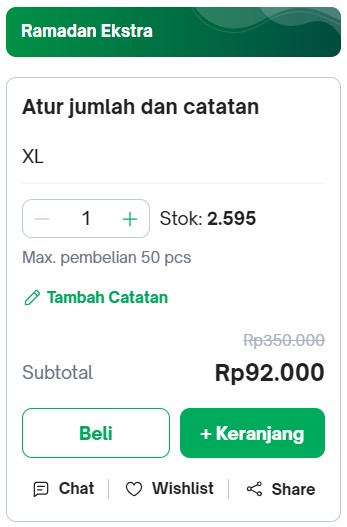 Ramadan Ekstra
Atur jumlah dan catatan
XL
1 Stok: 2.595
Max. pembelian 50 pcs
Tambah Catatan
Rp350.000
Subtotal Rp92.000
Beli + Keranjang
Chat Wishlist Share